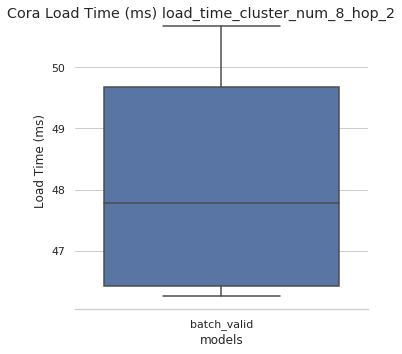 Cora Load Time (ms) load_time_cluster_num_8_hop_2
50
49
48
47
Load Time (ms)
batch_valid
models